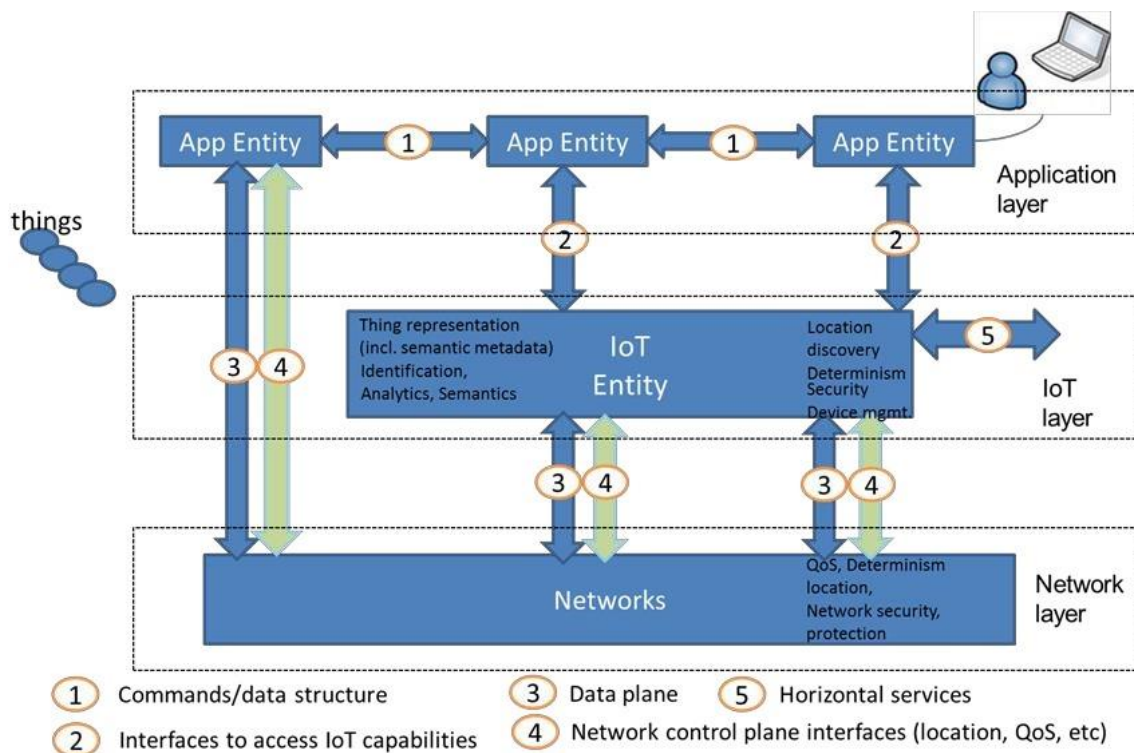 App Entity
1
App Entity
1
App Entity
Application
layer
things
2
2
Thing representation
(incl. semantic metadata)
Identification,
Analytics, Semantics
IoT
Entity
Location
discovery
Determinism
Security
Device mgmt.
5
3
4
IoT
layer
3
4
3
4
Networks
QoS, Determinism
location,
Network security,
protection
Network
layer
1 Commands/data structure
3 Data plane
5 Horizontal services
2 Interfaces to access IoT capabilities
4 Network control plane interfaces (location, QoS, etc)